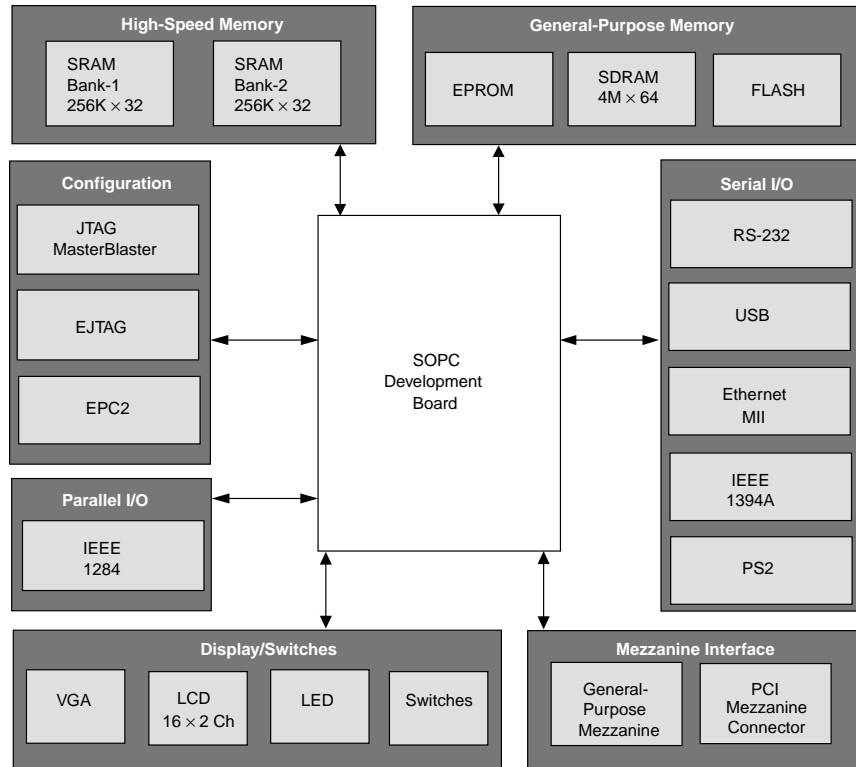 High-Speed Memory
SRAM
Bank-1
256K × 32
SRAM
Bank-2
256K × 32
General-Purpose Memory
EPROM
SDRAM
4M × 64
FLASH
Configuration
JTAG
MasterBlaster
EJTAG
EPC2
Parallel I/O
IEEE
1284
SOPC
Development
Board
Serial I/O
RS-232
USB
Ethernet
MII
IEEE
1394A
PS2
Display/Switches
VGA
LCD
16 × 2 Ch
LED
Switches
Mezzanine Interface
General-
Purpose
Mezzanine
PCI
Mezzanine
Connector